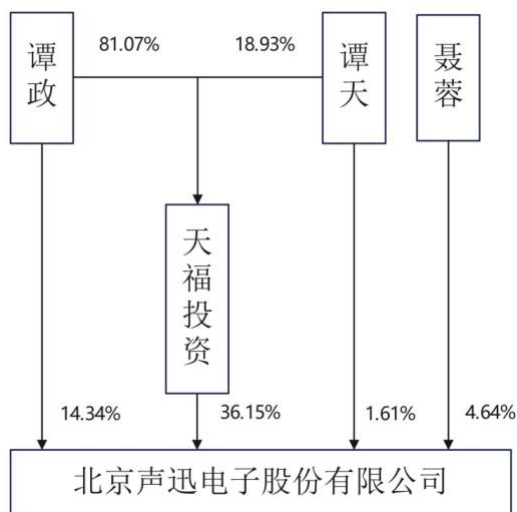 谭政
81.07%
18.93%
谭天
聂蓉
天福投资
14.34%
36.15%
1.61%
4.64%
北京声迅电子股份有限公司